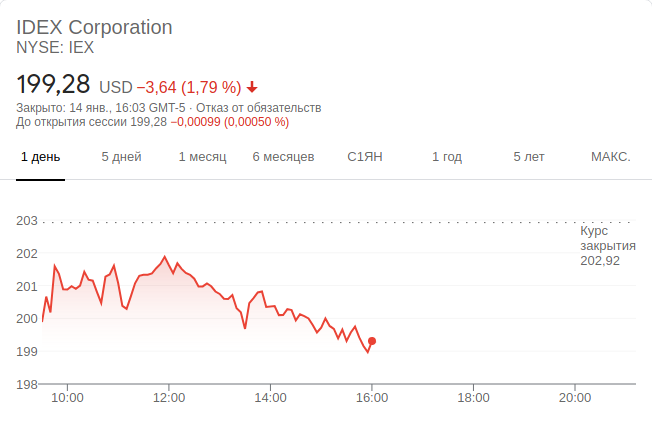 IDEX Corporation
NYSE: IEX
199,28 USD −3,64 (1,79 %)
Закрыто: 14 янв., 16:03 GMT-5 · Отказ от обязательств
До открытия сессии 199,28 −0,00099 (0,00050 %)
1 день 5 дней 1 месяц 6 месяцев С1ЯН 1 год 5 лет МАКС.
203
Курс
закрытия
202,92
202
201
200
199
198
10:00 12:00 14:00 16:00 18:00 20:00